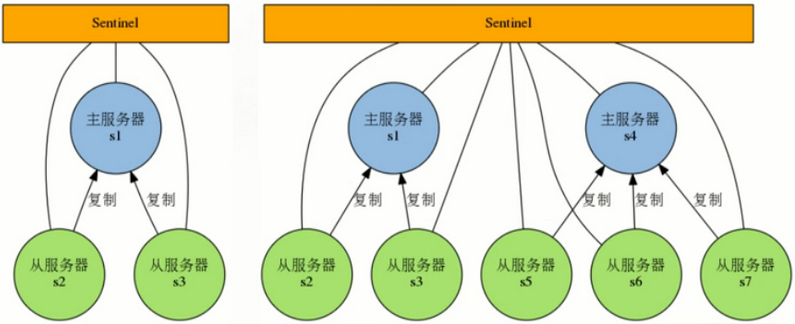 Sentinel
主服务器
s1
复制
复制
从服务器
s2
从服务器
s3
Sentinel
主服务器
s1
主服务器
s4
复制
复制
复制
复制
复制
从服务器
s2
从服务器
s3
从服务器
s5
从服务器
s6
从服务器
s7